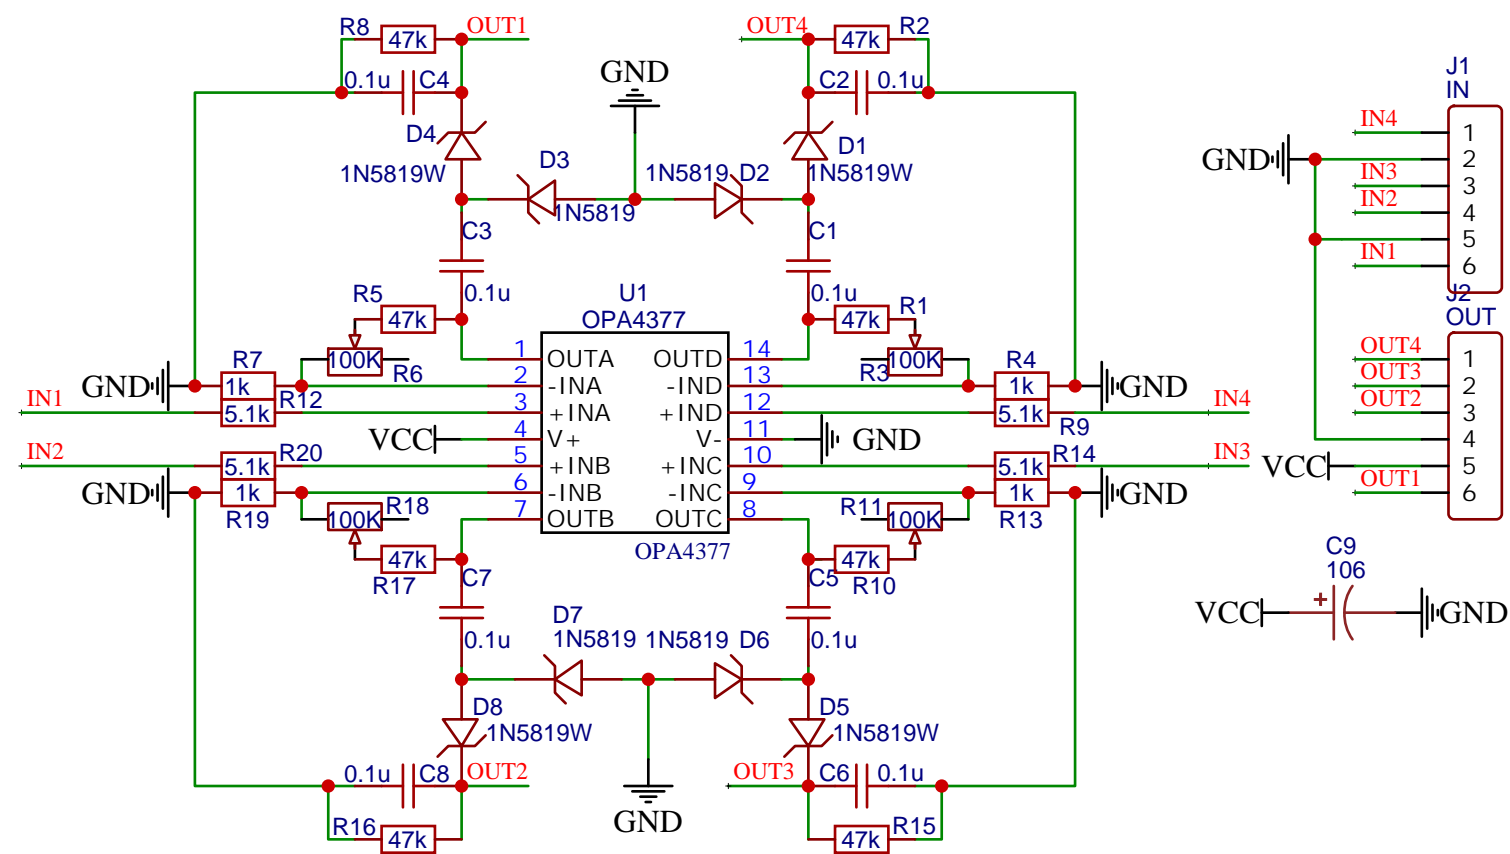 R8
47k
OUT1
0.1u
C4
D4
1N5819W
D3
1N5819
GND
C3
0.1u
R5
47k
100K
R6
GND
R7
1k
R12
5.1k
IN1
OUT4
47k
R2
C2
0.1u
D1
1N5819W
1N5819
D2
C1
0.1u
R1
47k
100K
R3
R4
1k
GND
5.1k
R9
IN4
U1
OPA4377
1
OUTA
OUTD
14
2
-INA
-IND
13
3
+INA
+IND
12
VCC
4
V+
V-
11
GND
5
+INB
+INC
10
6
-INB
-INC
9
7
OUTB
OUTC
8
OPA4377
IN2
5.1k
R20
GND
1k
R19
100K
R18
47k
R17
C7
0.1u
D7
1N5819
D8
1N5819W
0.1u
C8
OUT2
R16
47k
GND
R14
5.1k
IN3
1k
R13
GND
R11
100K
47k
R10
C5
0.1u
1N5819
D6
D5
1N5819W
OUT3
C6
0.1u
47k
R15
J1
IN
IN4
1
GND
2
IN3
3
IN2
4
5
IN1
6
J2
OUT
OUT4
1
OUT3
2
OUT2
3
4
VCC
5
OUT1
6
C9
106
VCC
+
GND